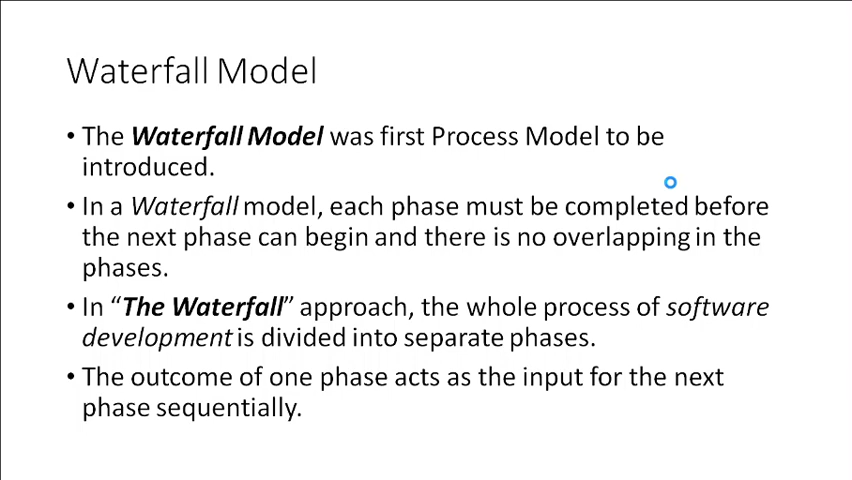 Waterfall Model
• The Waterfall Model was first Process Model to be
introduced.
• In a Waterfall model, each phase must be completed before
the next phase can begin and there is no overlapping in the
phases.
• In “The Waterfall” approach, the whole process of software
development is divided into separate phases.
• The outcome of one phase acts as the input for the next
phase sequentially.